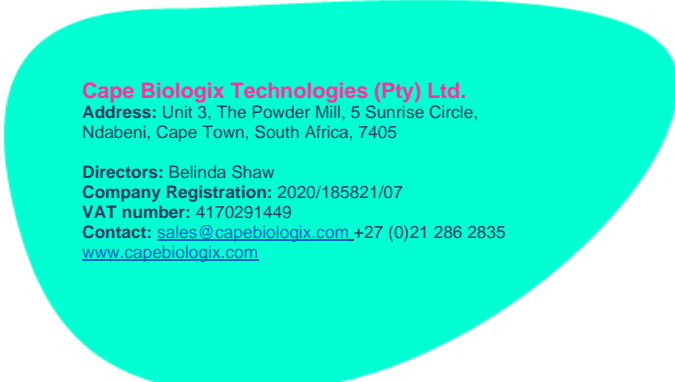 Cape Biologix Technologies (Pty) Ltd.
Address: Unit 3, The Powder Mill, 5 Sunrise Circle,
Ndabeni, Cape Town, South Africa, 7405
Directors: Belinda Shaw
Company Registration: 2020/185821/07
VAT number: 4170291449
Contact: sales@capebiologix.com +27 (0)21 286 2835
www.capebiologix.com